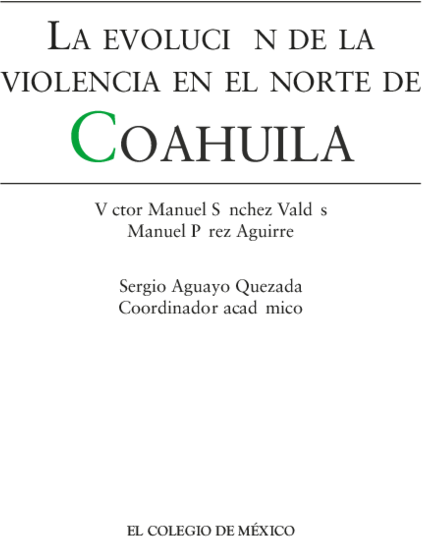 LA EVOLUCI N DE LA
VIOLENCIA EN EL NORTE DE
COAHUILA
V ctor Manuel S nchez Vald s
Manuel P rez Aguirre
Sergio Aguayo Quezada
Coordinador acad mico
EL COLEGIO DE MÉXICO